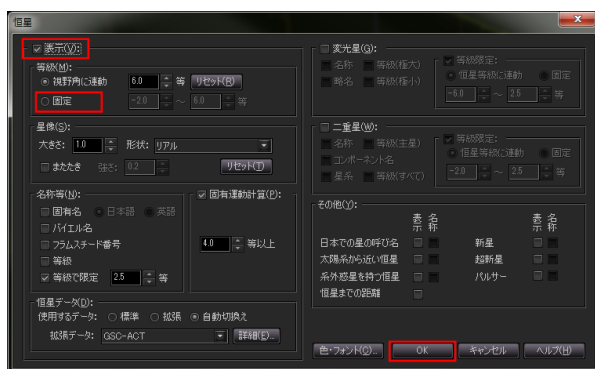 恒星
表示(V):
等級(M):
視野角に連動 6.0 等 リセット(R)
固定 -2.0 ～ 6.0 等
星像(S):
大きさ: 1.0 形状: リアル
またたき 強さ: 0.2 リセット(T)
名称等(N):
固有名 日本語 英語
バイエル名
フラムスチード番号
等級
等級で限定 2.5 等
固有運動計算(P):
4.0 等以上
恒星データ(D):
使用するデータ: 標準 拡張 自動切換え
拡張データ: GSC-ACT 詳細(E)...
変光星(G):
名称 等級(極大)
略名 等級(極小)
等級限定:
恒星等級に連動 固定
-6.0 ～ 2.5 等
二重星(W):
名称 等級(主星)
コンポーネント名
星系 等級(すべて)
等級限定:
恒星等級に連動 固定
-2.0 ～ 2.5 等
その他(Y):
表示 名称 表示 名称
日本での星の呼び名 新星
太陽系から近い恒星 超新星
系外惑星を持つ恒星 パルサー
恒星までの距離
色・フォント(C)... OK キャンセル ヘルプ(H)